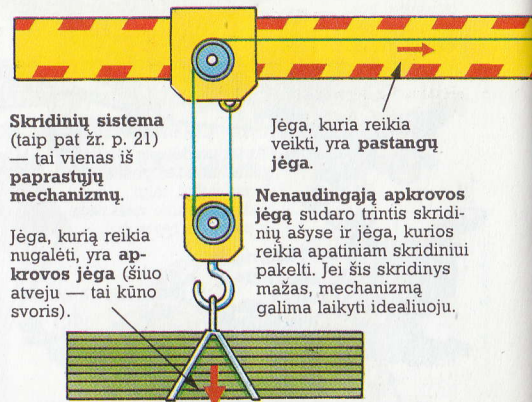 Skridinių sistema
(taip pat žr. p. 21)
— tai vienas iš
paprastųjų
mechanizmų.
Jėga, kurią reikia
nugalėti, yra ap-
krovos jėga (šiuo
atveju — tai kūno
svoris).
Jėga, kuria reikia
veikti, yra pastangų
jėga.
Nenaudingąją apkrovos
jėgą sudaro trintis skridi-
nių ašyse ir jėga, kurios
reikia apatiniam skridiniui
pakelti. Jei šis skridinys
mažas, mechanizmą
galima laikyti idealiuoju.